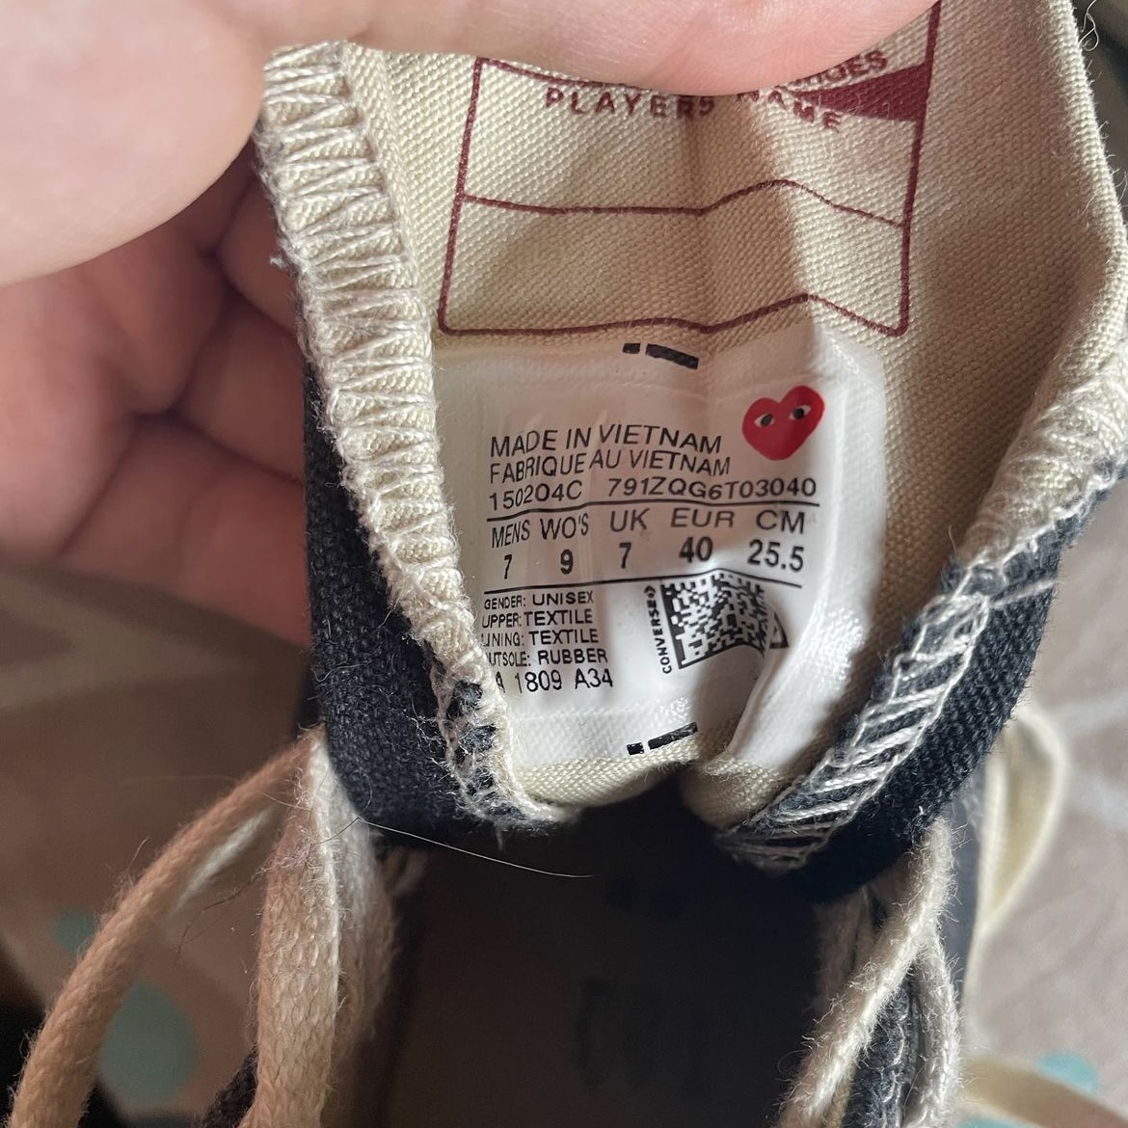 SHOES
PLAYERS NAME
MADE IN VIETNAM
FABRIQUE AU VIETNAM
150204C 791ZQG6T03040
MENS WO'S UK EUR CM
7 9 7 40 25.5
GENDER: UNISEX
UPPER: TEXTILE
LINING: TEXTILE
OUTSOLE: RUBBER
A 1809 A34
CONVERSE